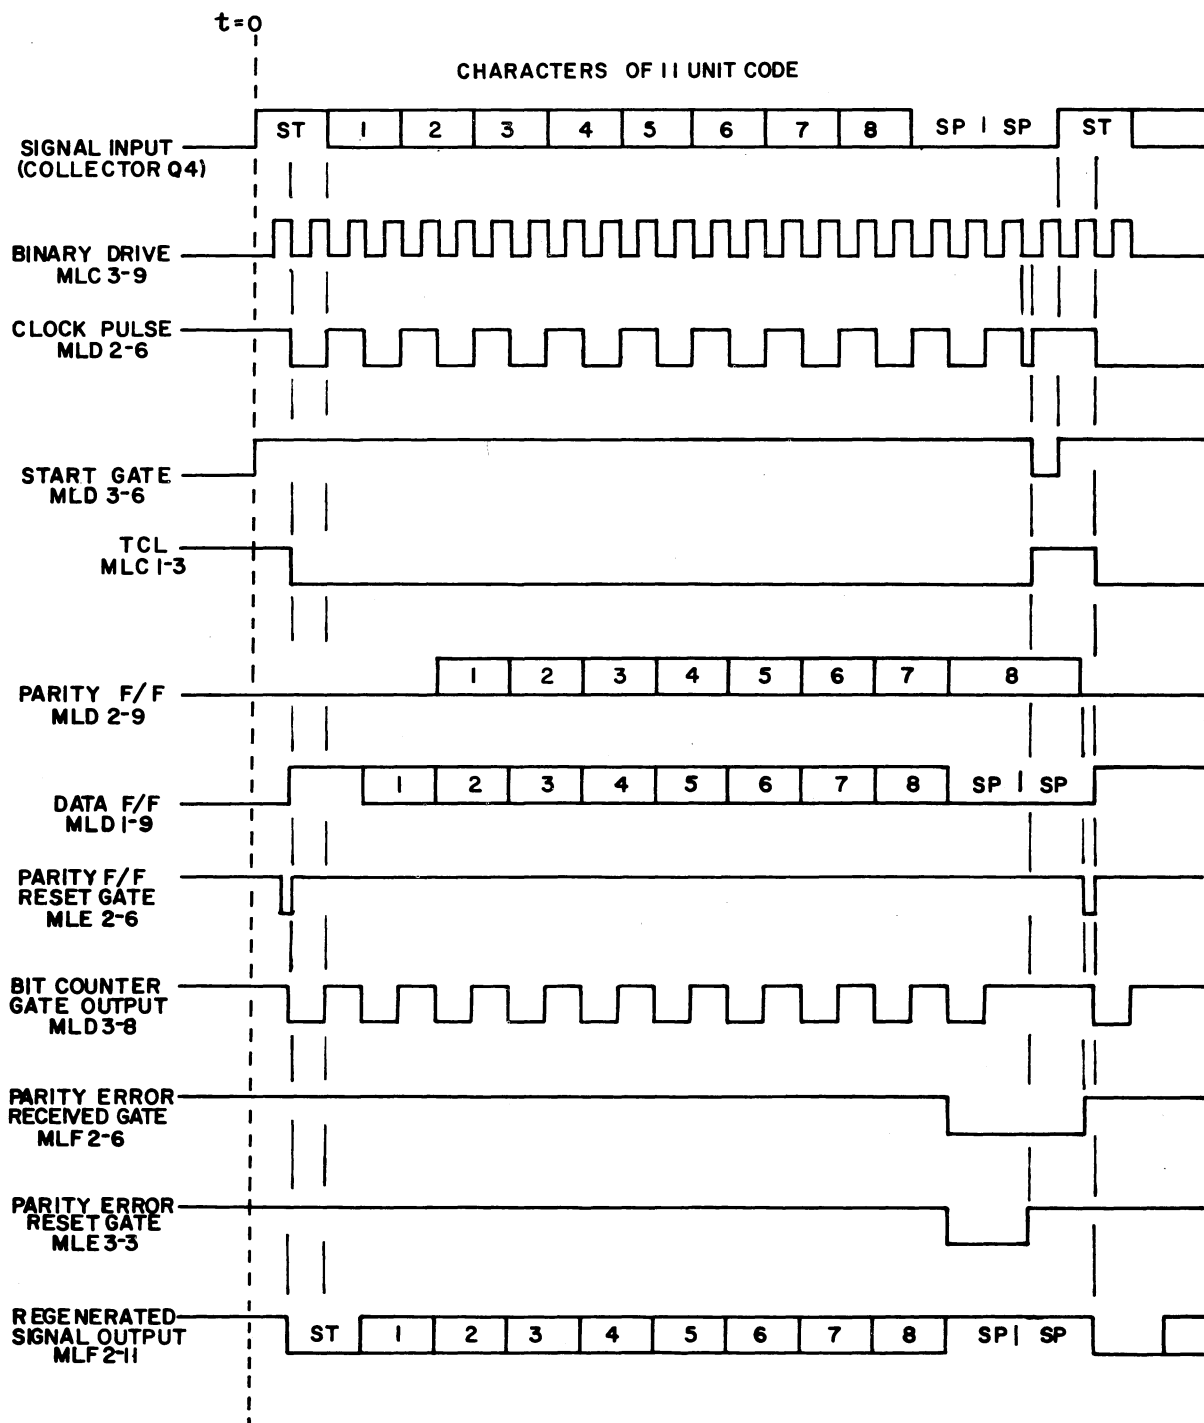 t=0
CHARACTERS OF 11 UNIT CODE
ST 1 2 3 4 5 6 7 8 SP | SP ST
SIGNAL INPUT
(COLLECTOR Q4)
BINARY DRIVE
MLC 3-9
CLOCK PULSE
MLD 2-6
START GATE
MLD 3-6
TCL
MLC 1-3
1 2 3 4 5 6 7 8
PARITY F/F
MLD 2-9
1 2 3 4 5 6 7 8 SP | SP
DATA F/F
MLD 1-9
PARITY F/F
RESET GATE
MLE 2-6
BIT COUNTER
GATE OUTPUT
MLD 3-8
PARITY ERROR
RECEIVED GATE
MLF 2-6
PARITY ERROR
RESET GATE
MLE 3-3
REGENERATED
SIGNAL OUTPUT
MLF 2-11
ST 1 2 3 4 5 6 7 8 SP | SP